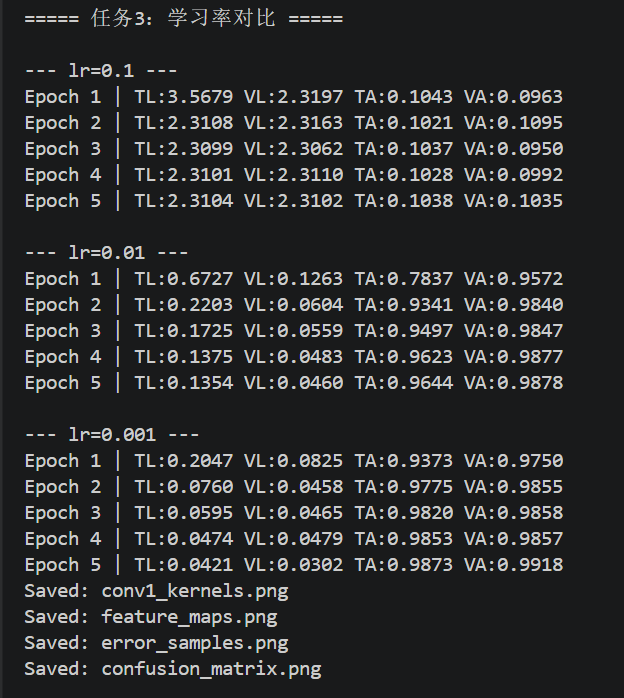 ===== 任务3: 学习率对比 =====
--- lr=0.1 ---
Epoch 1 | TL:3.5679 VL:2.3197 TA:0.1043 VA:0.0963
Epoch 2 | TL:2.3108 VL:2.3163 TA:0.1021 VA:0.1095
Epoch 3 | TL:2.3099 VL:2.3062 TA:0.1037 VA:0.0950
Epoch 4 | TL:2.3101 VL:2.3110 TA:0.1028 VA:0.0992
Epoch 5 | TL:2.3104 VL:2.3102 TA:0.1038 VA:0.1035
--- lr=0.01 ---
Epoch 1 | TL:0.6727 VL:0.1263 TA:0.7837 VA:0.9572
Epoch 2 | TL:0.2203 VL:0.0604 TA:0.9341 VA:0.9840
Epoch 3 | TL:0.1725 VL:0.0559 TA:0.9497 VA:0.9847
Epoch 4 | TL:0.1375 VL:0.0483 TA:0.9623 VA:0.9877
Epoch 5 | TL:0.1354 VL:0.0460 TA:0.9644 VA:0.9878
--- lr=0.001 ---
Epoch 1 | TL:0.2047 VL:0.0825 TA:0.9373 VA:0.9750
Epoch 2 | TL:0.0760 VL:0.0458 TA:0.9775 VA:0.9855
Epoch 3 | TL:0.0595 VL:0.0465 TA:0.9820 VA:0.9858
Epoch 4 | TL:0.0474 VL:0.0479 TA:0.9853 VA:0.9857
Epoch 5 | TL:0.0421 VL:0.0302 TA:0.9873 VA:0.9918
Saved: conv1_kernels.png
Saved: feature_maps.png
Saved: error_samples.png
Saved: confusion_matrix.png